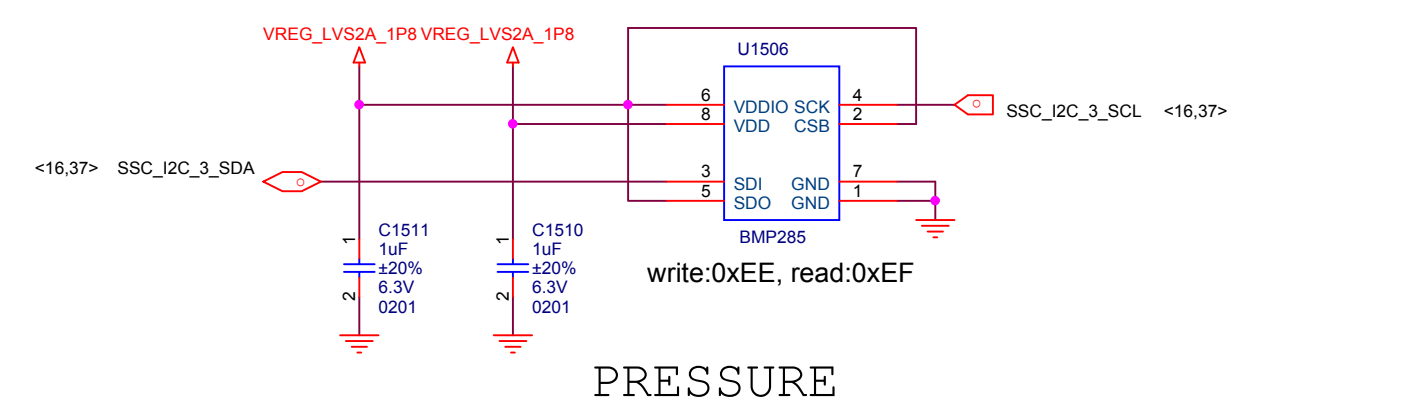 VREG_LVS2A_1P8 VREG_LVS2A_1P8
U1506
6 VDDIO SCK 4
8 VDD CSB 2
SSC_I2C_3_SCL <16,37>
<16,37> SSC_I2C_3_SDA
3 SDI GND 7
5 SDO GND 1
BMP285
write:0xEE, read:0xEF
1
C1511
1uF
±20%
6.3V
0201
2
1
C1510
1uF
±20%
6.3V
0201
2
PRESSURE